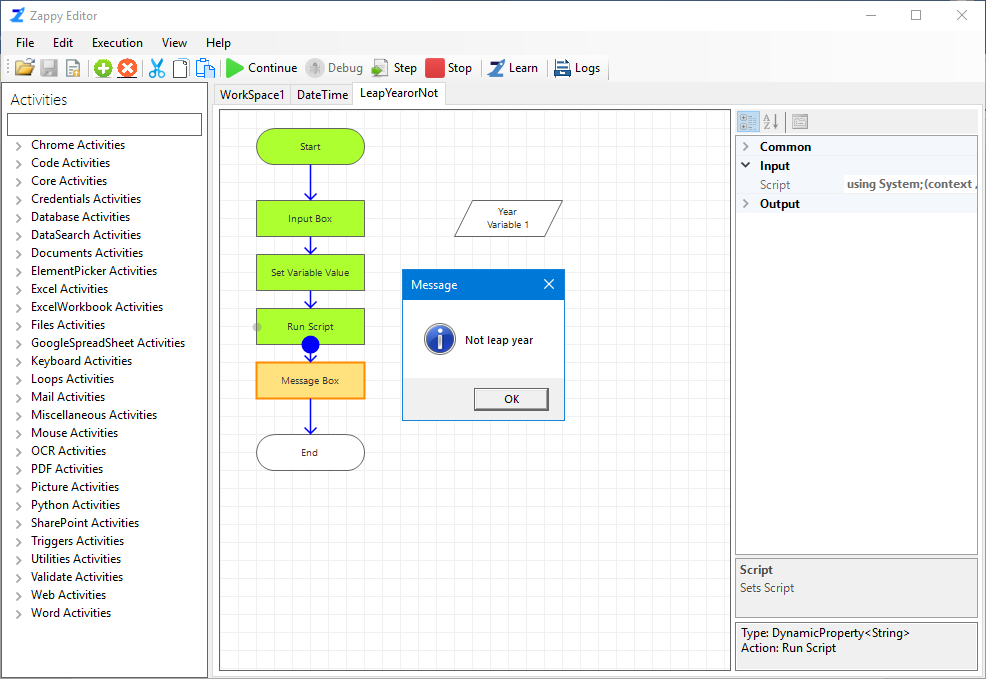 Zappy Editor
File Edit Execution View Help
Continue Debug Step Stop Learn Logs
Activities
Chrome Activities
Code Activities
Core Activities
Credentials Activities
Database Activities
DataSearch Activities
Documents Activities
ElementPicker Activities
Excel Activities
ExcelWorkbook Activities
Files Activities
GoogleSpreadSheet Activities
Keyboard Activities
Loops Activities
Mail Activities
Miscellaneous Activities
Mouse Activities
OCR Activities
PDF Activities
Picture Activities
Python Activities
SharePoint Activities
Triggers Activities
Utilities Activities
Validate Activities
Web Activities
Word Activities
WorkSpace1 DateTime LeapYearorNot
Start
Input Box
Set Variable Value
Run Script
Message Box
End
Year
Variable 1
Message
Not leap year
OK
Common
Input
Script using System;(context ,
Output
Script
Sets Script
Type: DynamicProperty<String>
Action: Run Script